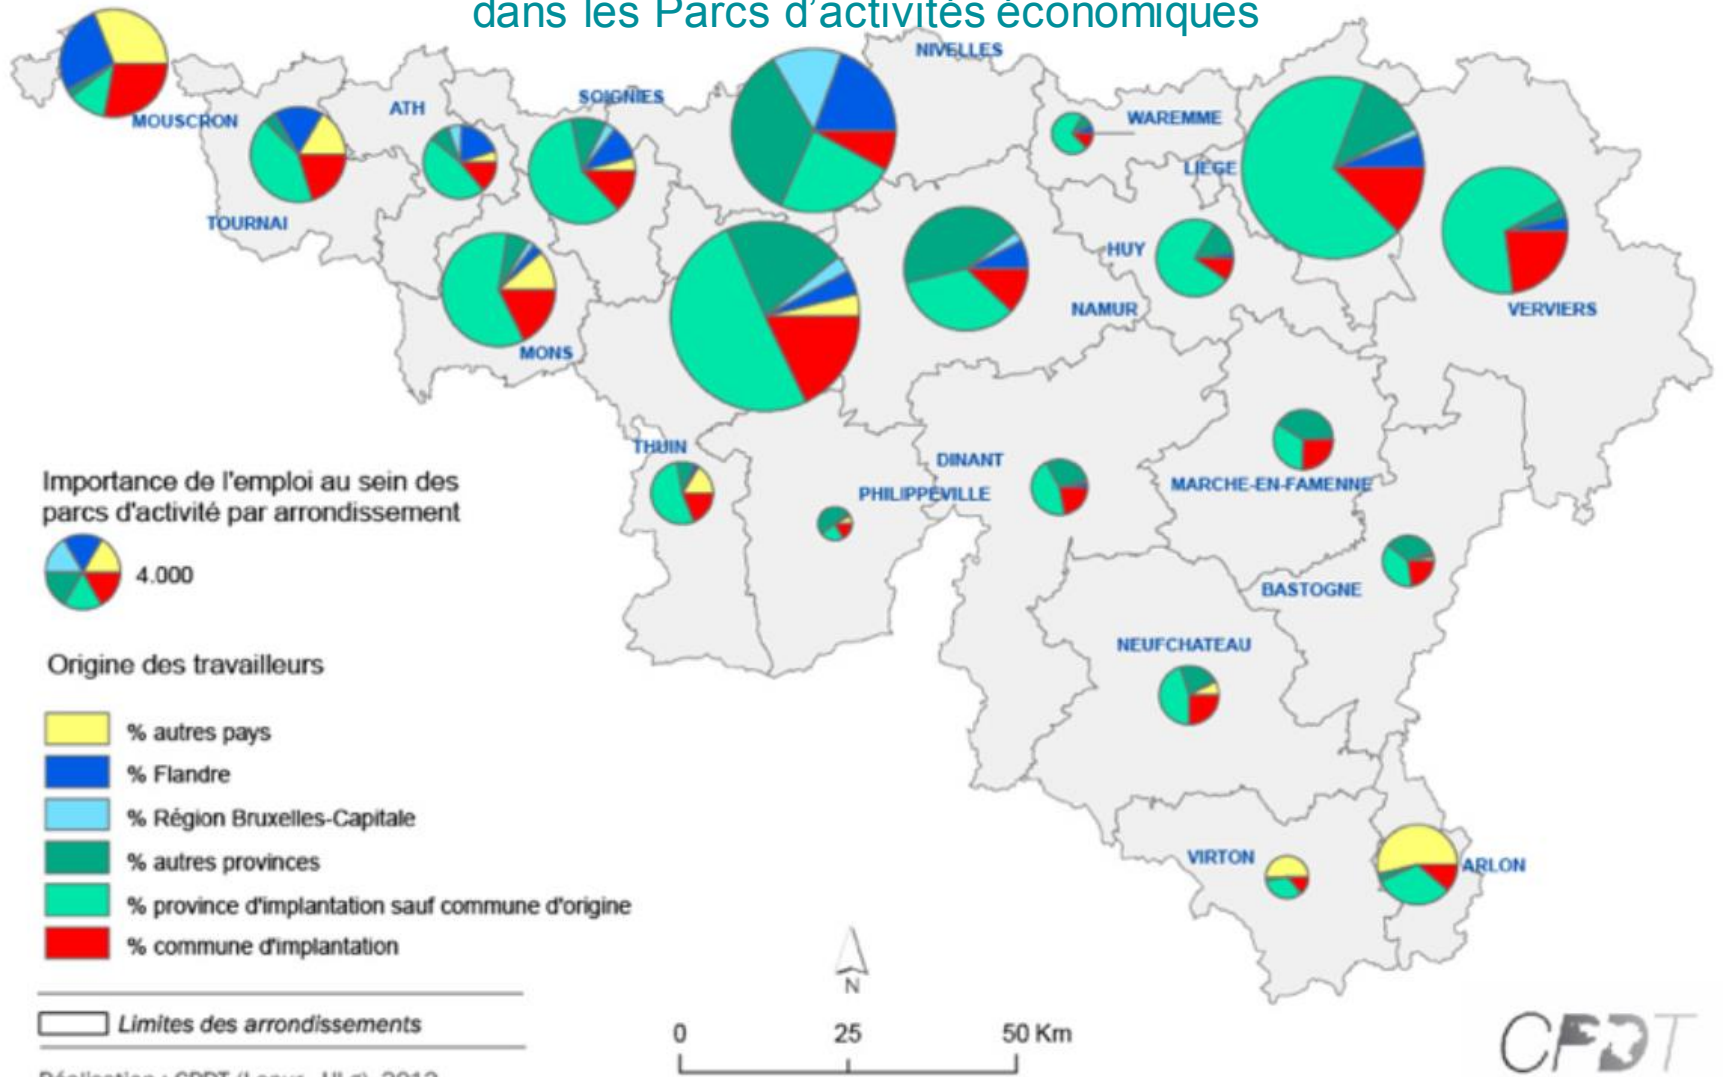 dans les Parcs d'activités économiques
NIVELLES
MOUSCRON
ATH
SOIGNIES
WAREMME
LIEGE
TOURNAI
HUY
NAMUR
VERVIERS
MONS
THUIN
DINANT
PHILIPPEVILLE
MARCHE-EN-FAMENNE
BASTOGNE
NEUFCHATEAU
VIRTON
ARLON
Importance de l'emploi au sein des
parcs d'activité par arrondissement
4.000
Origine des travailleurs
% autres pays
% Flandre
% Région Bruxelles-Capitale
% autres provinces
% province d'implantation sauf commune d'origine
% commune d'implantation
Limites des arrondissements
N
0 25 50 Km
CPDT